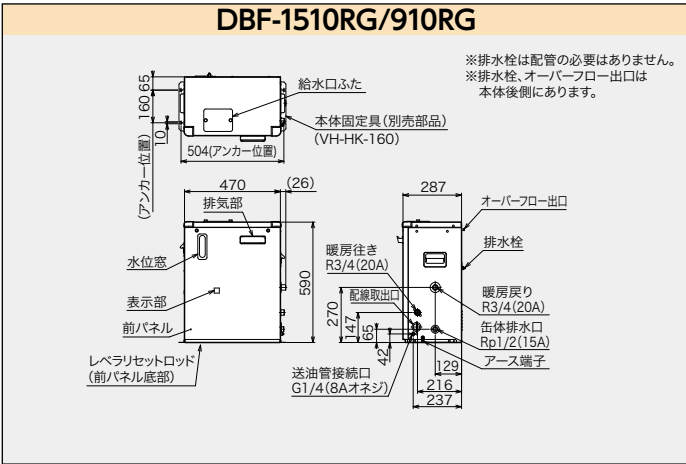 DBF-1510RG/910RG
※排水栓は配管の必要はありません。
※排水栓、オーバーフロー出口は
本体後側にあります。
給水口ふた
本体固定具(別売部品)
(VH-HK-160)
65
160
10
(アンカー位置)
504(アンカー位置)
470
(26)
排気部
水位窓
表示部
前パネル
レベラリセットロッド
(前パネル底部)
590
287
オーバーフロー出口
排水栓
暖房往き
R3/4(20A)
配線取出口
270
147
65
42
暖房戻り
R3/4(20A)
缶体排水口
Rp1/2(15A)
アース端子
送油管接続口
G1/4(8Aオネジ)
129
216
237